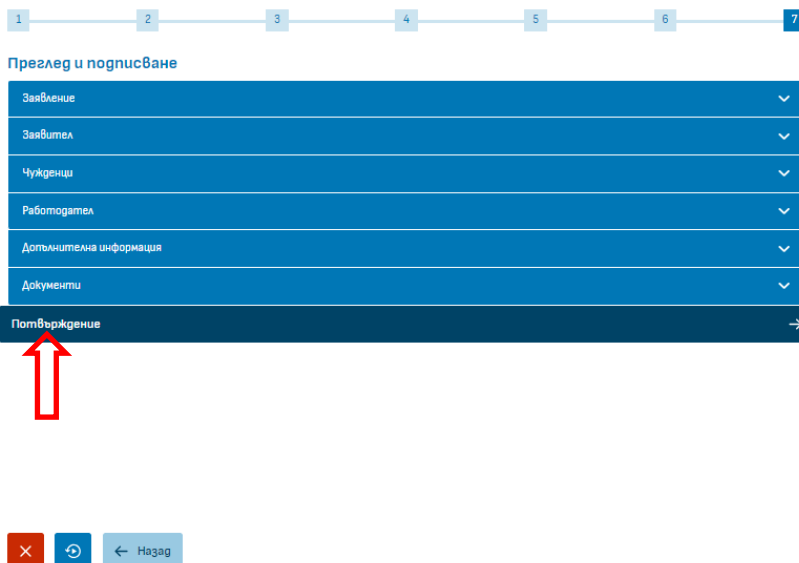 1 2 3 4 5 6 7
Преглед и подписване
Заявление
Заявител
Чужденци
Работодател
Допълнителна информация
Документи
Потвърждение
Назад